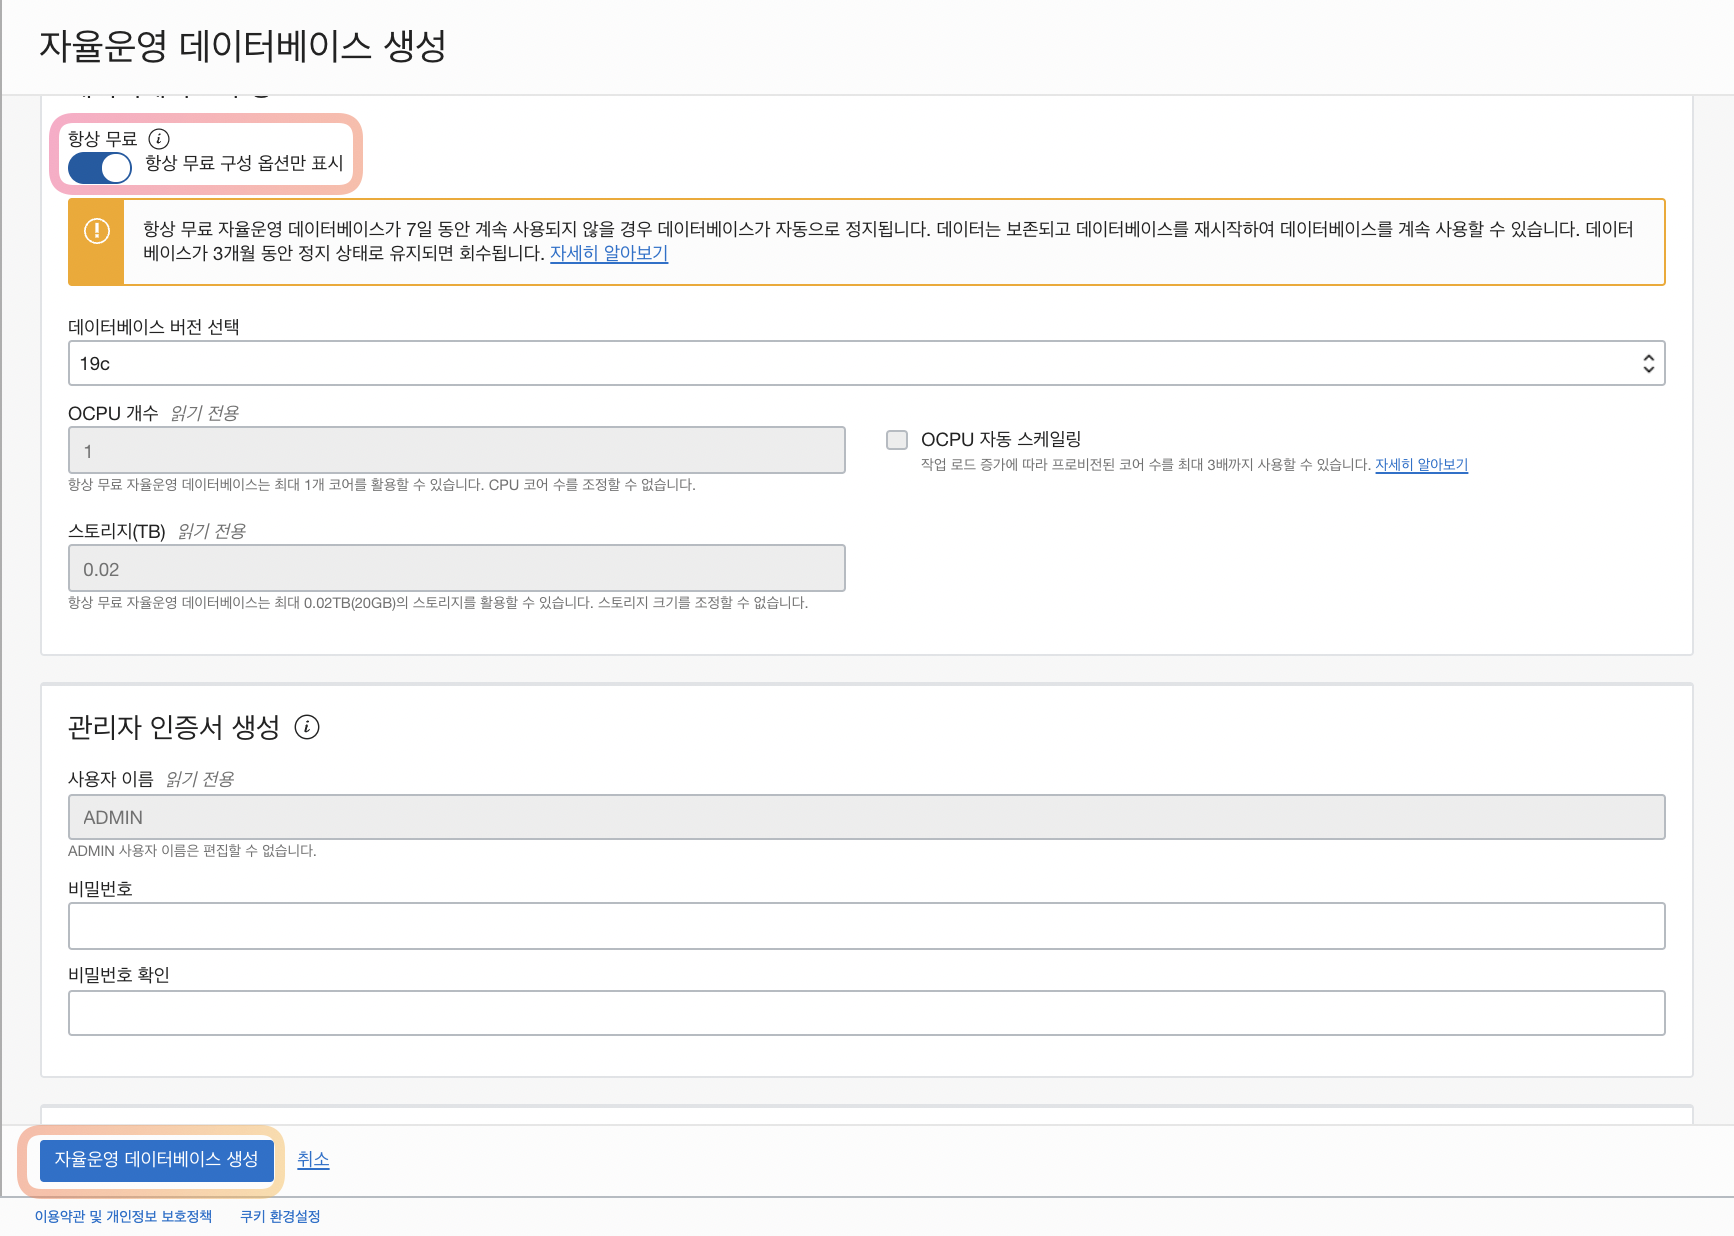 자율운영 데이터베이스 생성
항상 무료
항상 무료 구성 옵션만 표시
항상 무료 자율운영 데이터베이스가 7일 동안 계속 사용되지 않을 경우 데이터베이스가 자동으로 정지됩니다. 데이터는 보존되고 데이터베이스를 재시작하여 데이터베이스를 계속 사용할 수 있습니다. 데이터
베이스가 3개월 동안 정지 상태로 유지되면 회수됩니다. 자세히 알아보기
데이터베이스 버전 선택
19c
OCPU 개수 읽기 전용
1
항상 무료 자율운영 데이터베이스는 최대 1개 코어를 활용할 수 있습니다. CPU 코어 수를 조정할 수 없습니다.
OCPU 자동 스케일링
작업 로드 증가에 따라 프로비전된 코어 수를 최대 3배까지 사용할 수 있습니다. 자세히 알아보기
스토리지(TB) 읽기 전용
0.02
항상 무료 자율운영 데이터베이스는 최대 0.02TB(20GB)의 스토리지를 활용할 수 있습니다. 스토리지 크기를 조정할 수 없습니다.
관리자 인증서 생성
사용자 이름 읽기 전용
ADMIN
ADMIN 사용자 이름은 편집할 수 없습니다.
비밀번호
비밀번호 확인
자율운영 데이터베이스 생성 취소
이용약관 및 개인정보 보호정책 쿠키 환경설정